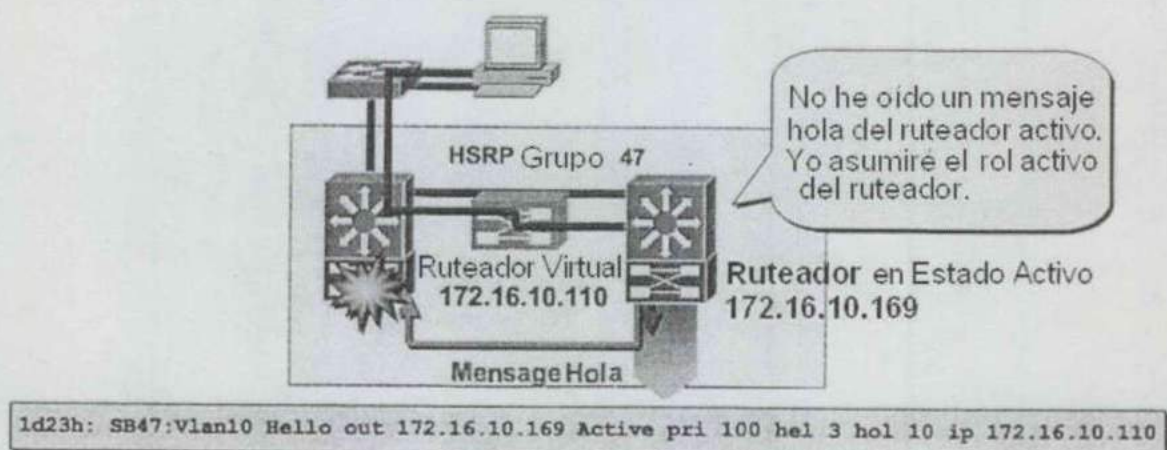 No he oído un mensaje
hola del ruteador activo.
Yo asumiré el rol activo
del ruteador.
HSRP Grupo 47
Ruteador Virtual
172.16.10.110
Ruteador en Estado Activo
172.16.10.169
Mensage Hola
1d23h: SB47:Vlan10 Hello out 172.16.10.169 Active pri 100 hel 3 hol 10 ip 172.16.10.110